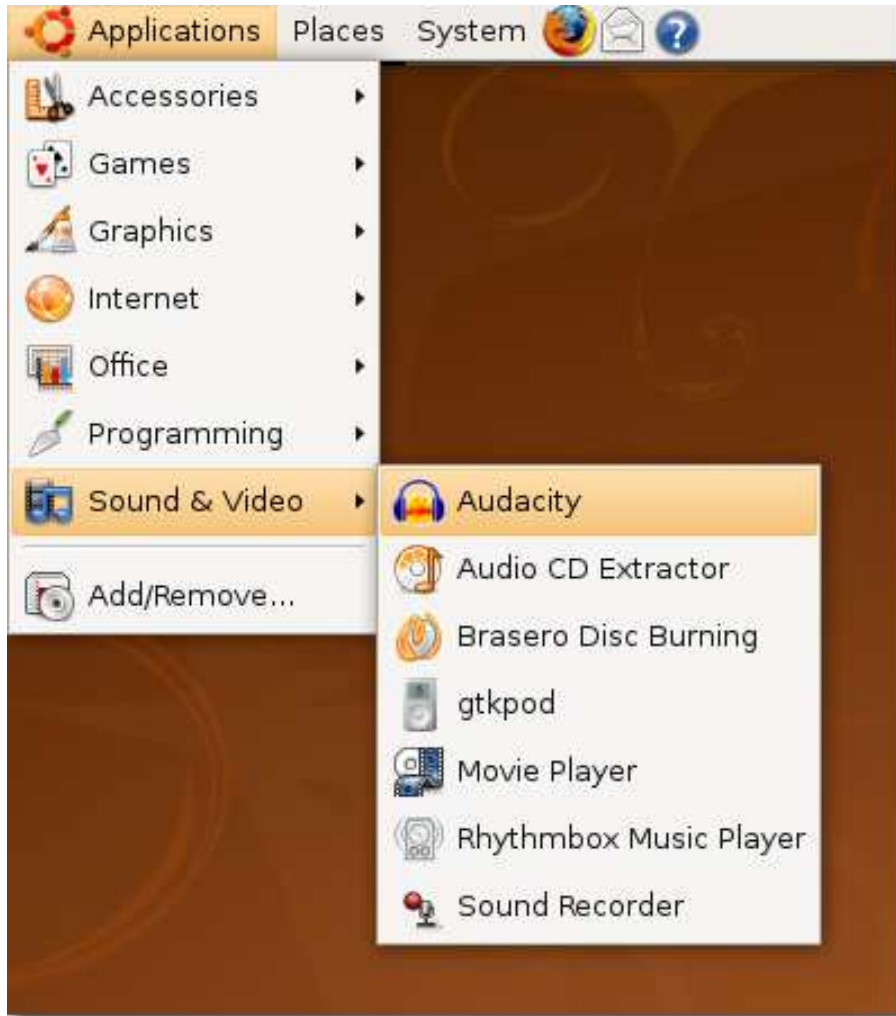 Applications Places System
Accessories
Games
Graphics
Internet
Office
Programming
Sound & Video
Add/Remove...
Audacity
Audio CD Extractor
Brasero Disc Burning
gtkpod
Movie Player
Rhythmbox Music Player
Sound Recorder